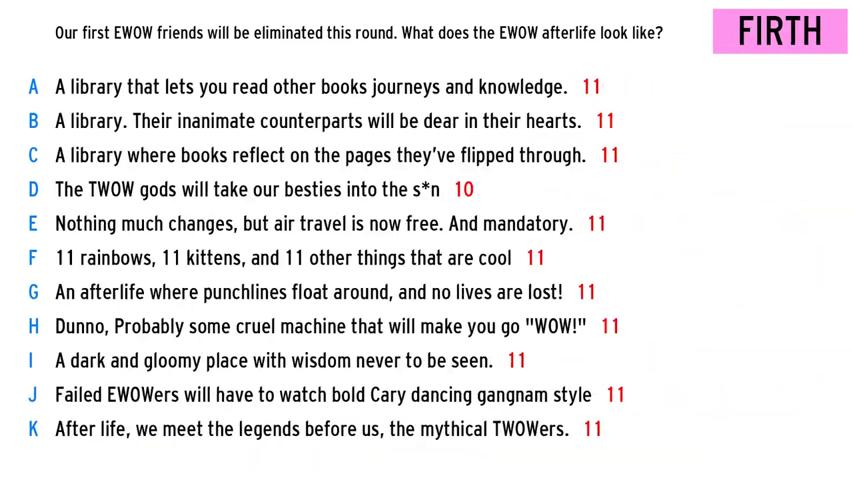 Our first EWOW friends will be eliminated this round. What does the EWOW afterlife look like?
FIRTH
A A library that lets you read other books journeys and knowledge. 11
B A library. Their inanimate counterparts will be dear in their hearts. 11
C A library where books reflect on the pages they've flipped through. 11
D The TWOW gods will take our besties into the s*n 10
E Nothing much changes, but air travel is now free. And mandatory. 11
F 11 rainbows, 11 kittens, and 11 other things that are cool 11
G An afterlife where punchlines float around, and no lives are lost! 11
H Dunno, Probably some cruel machine that will make you go "WOW!" 11
I A dark and gloomy place with wisdom never to be seen. 11
J Failed EWOWers will have to watch bold Cary dancing gangnam style 11
K After life, we meet the legends before us, the mythical TWOWers. 11